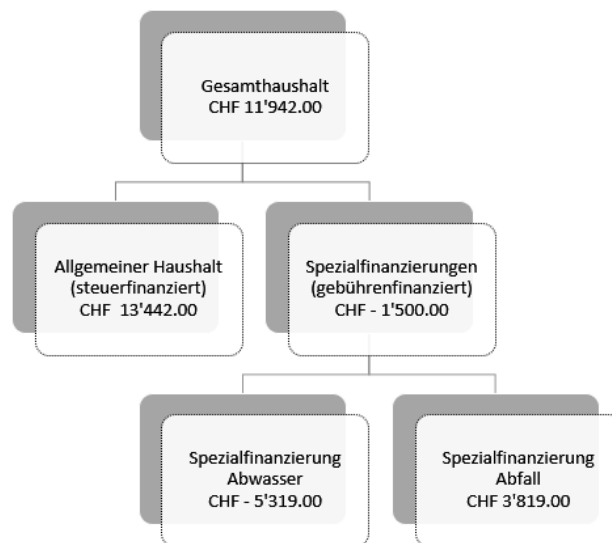 Gesamthaushalt
CHF 11'942.00
Allgemeiner Haushalt
(steuerfinanziert)
CHF 13'442.00
Spezialfinanzierungen
(gebührenfinanziert)
CHF - 1'500.00
Spezialfinanzierung
Abwasser
CHF - 5'319.00
Spezialfinanzierung
Abfall
CHF 3'819.00